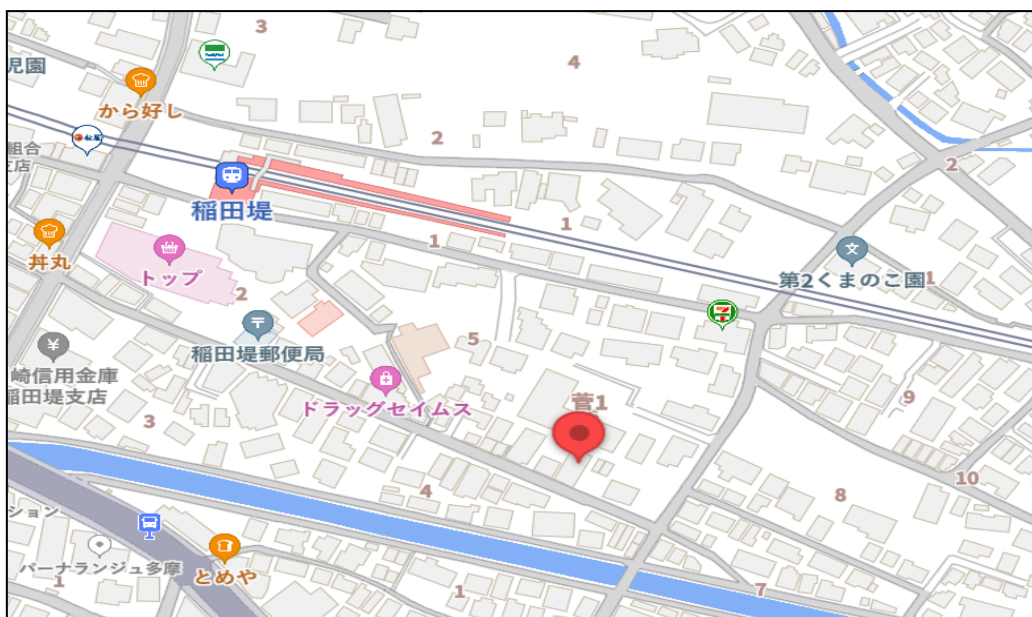 3
児園
4
から好し
組合
支店
2
2
稲田堤
1
1
丼丸
トップ
第2くまのこ園
1
2
稲田堤郵便局
5
崎信用金庫
稲田堤支店
ドラッグセイムス
菅1
9
3
10
4
8
ション
パーナランジュ多摩
とめや
1
1
7